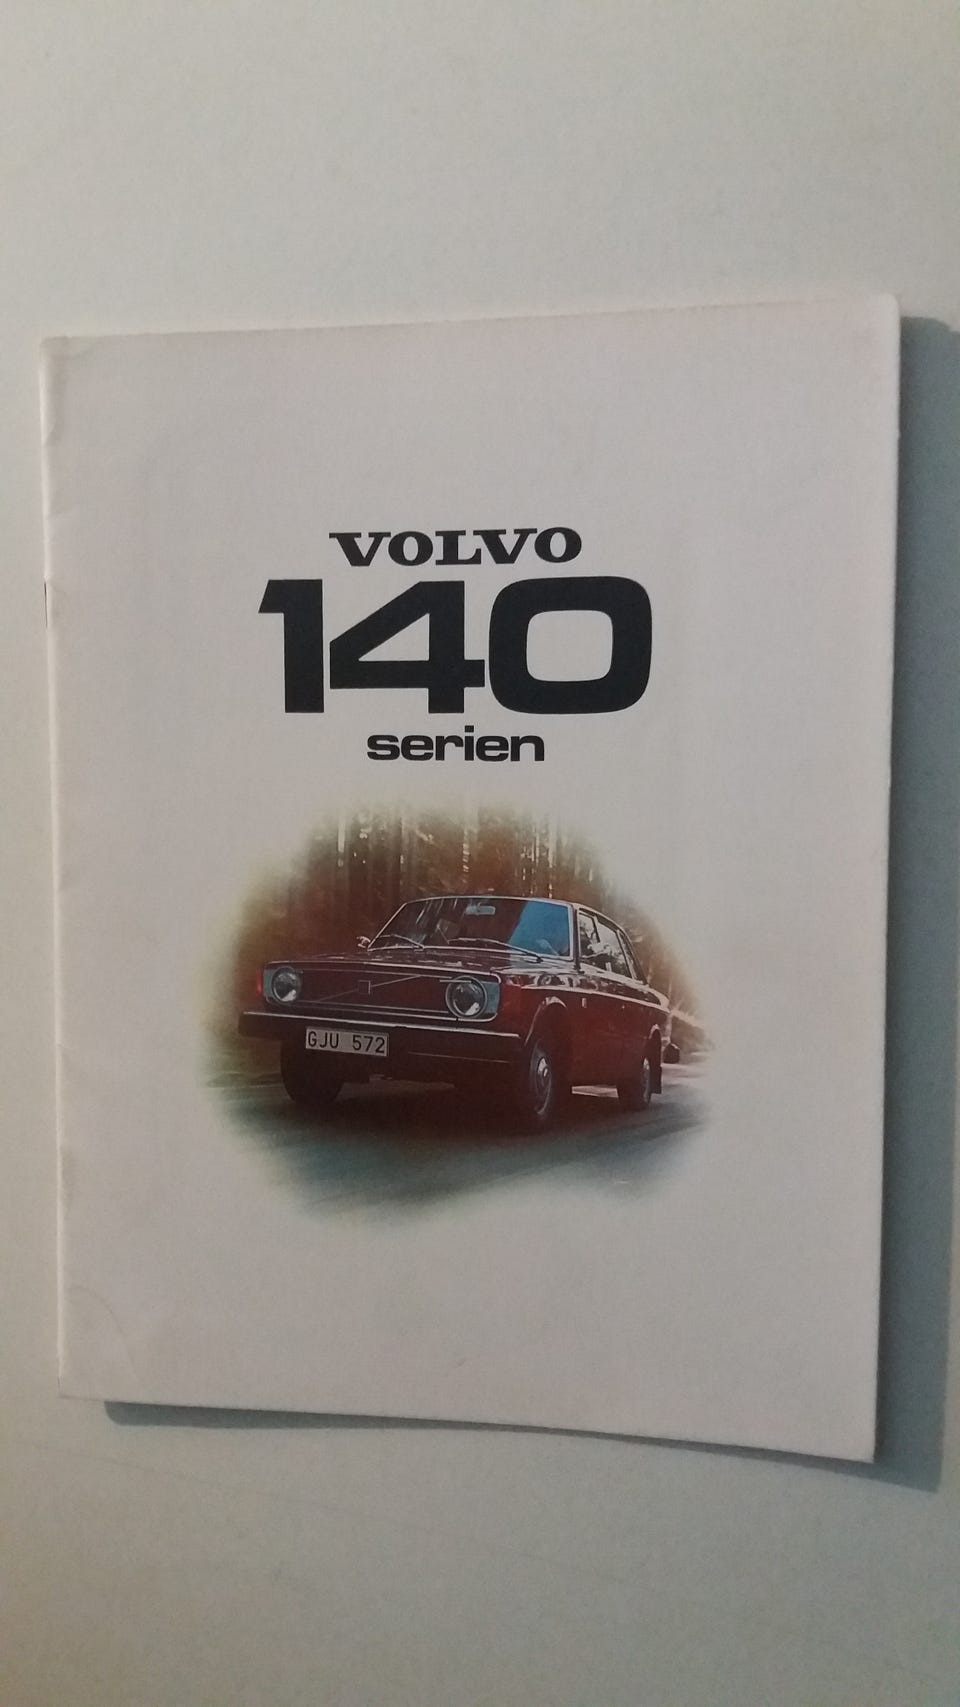 VOLVO
140
serien
GJU 572